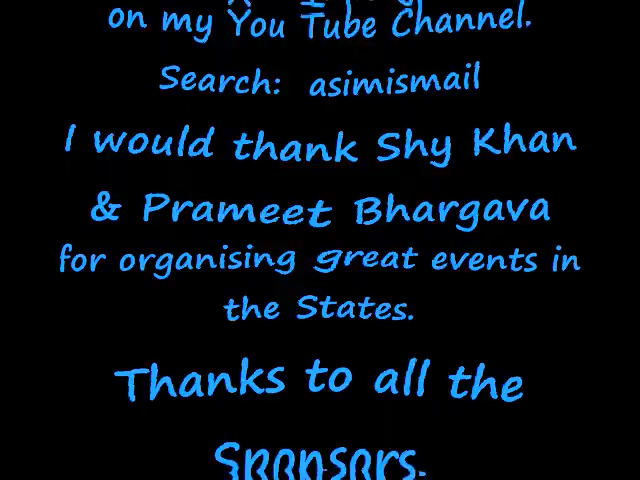 on my You Tube Channel.
Search: asimismail
I would thank Shy Khan
& Prameet Bhargava
for organising great events in
the States.
Thanks to all the
Sponsors.